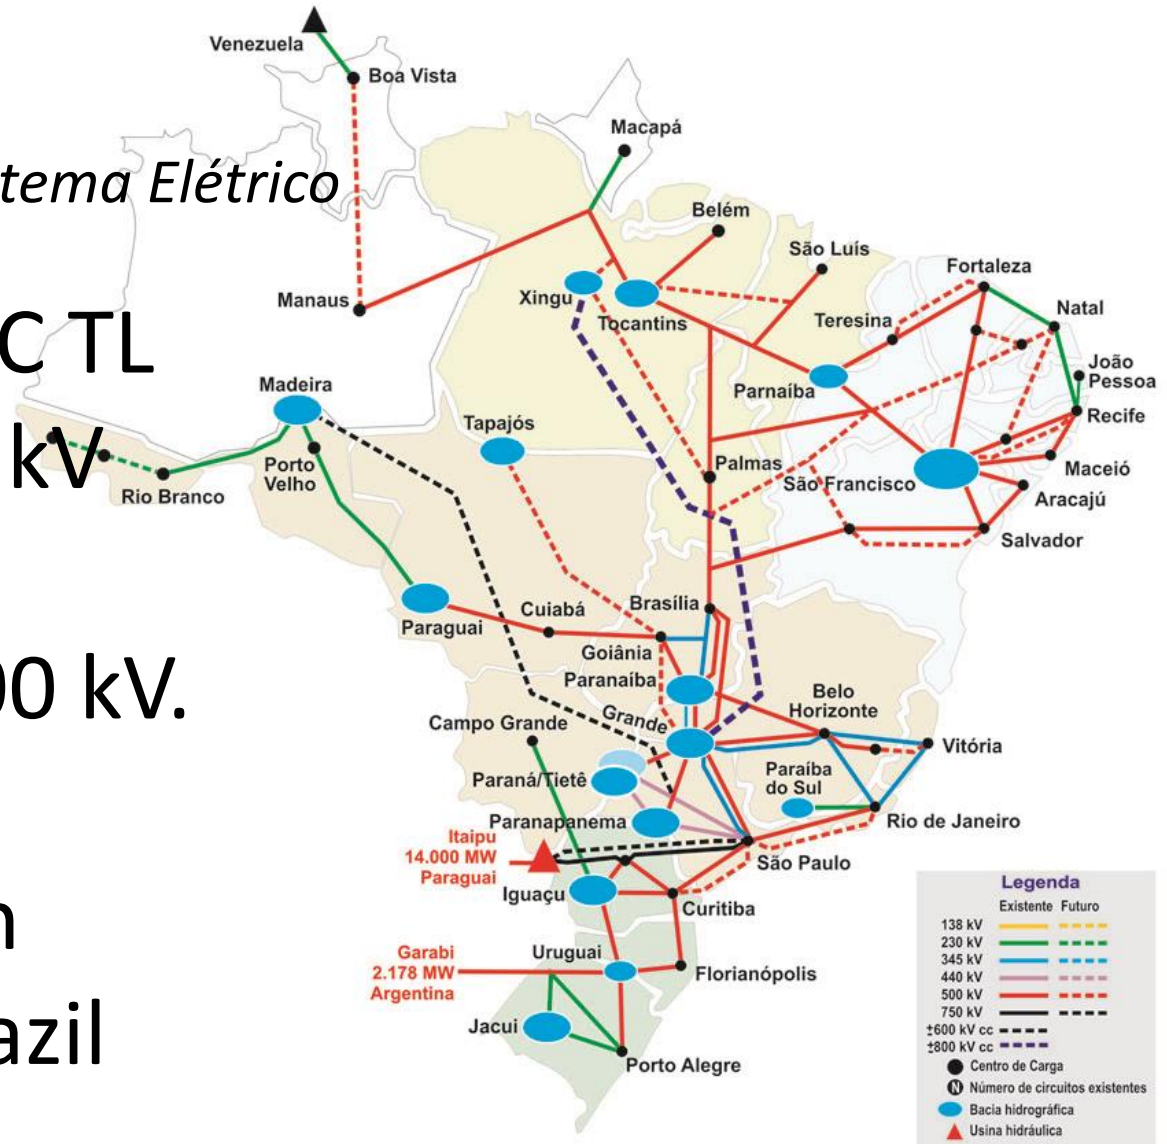 Venezuela
Boa Vista
Macapá
tema Elétrico
Belém
São Luís
Fortaleza
Xingu
Manaus
Tocantins
Teresina
Natal
C TL
João
Pessoa
Madeira
Parnaíba
Recife
kV
Tapajós
Porto
Velho
Palmas
São Francisco
Maceió
Rio Branco
Aracajú
Salvador
Brasília
Cuiabá
Paraguai
Goiânia
00 kV.
Paranaíba
Belo
Horizonte
Grande
Campo Grande
Vitória
Paraná/Tietê
Paraíba
do Sul
Paranapanema
Rio de Janeiro
Itaipu
14.000 MW
Paraguai
São Paulo
Iguaçu
Curitiba
n
Garabi
2.178 MW
Argentina
Uruguai
Florianópolis
azil
Jacui
Porto Alegre
Legenda
Existente Futuro
138 kV
230 kV
345 kV
440 kV
500 kV
750 kV
±600 kV cc
±800 kV cc
Centro de Carga
N Número de circuitos existentes
Bacia hidrográfica
Usina hidráulica